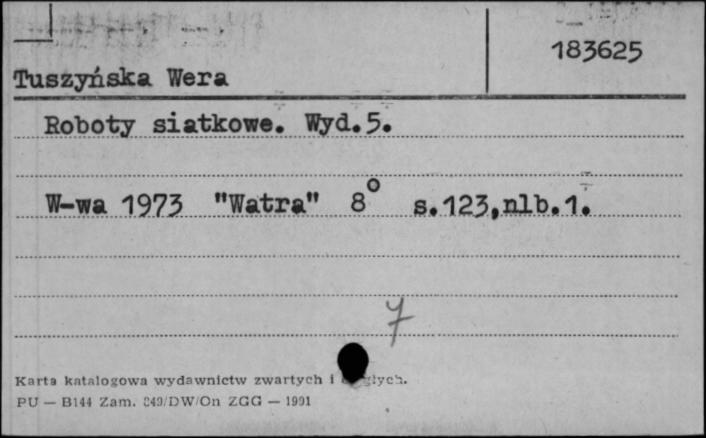 183625
Tuszyńska Wera
Roboty siatkowe. Wyd.5.
W-wa 1973 "Watra" 8° s.123,nlb.1.
7
Karta katalogowa wydawnictw zwartych i
PU — B144 Zam. 849/DW/On ZGG — 1991